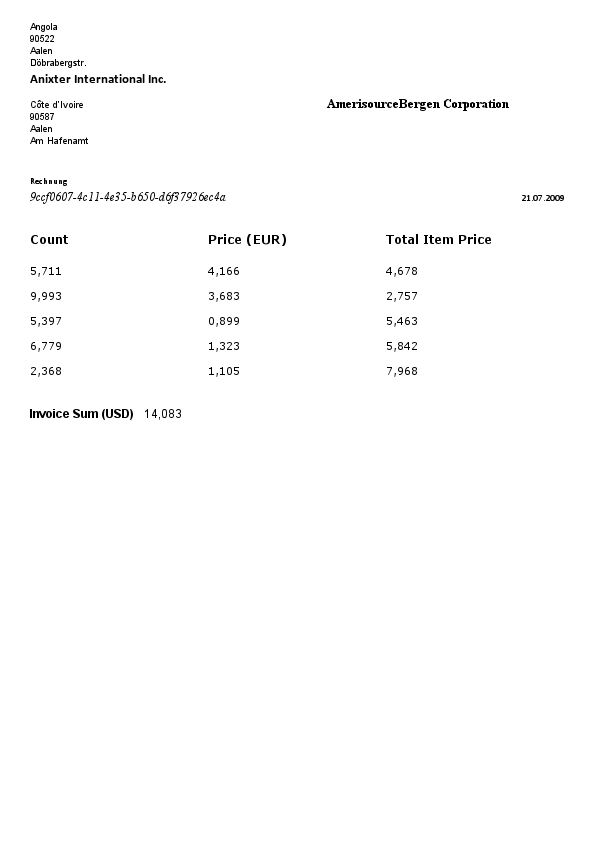 Angola
90522
Aalen
Döbrabergstr.
Anixter International Inc.
Côte d'Ivoire
90587
Aalen
Am Hafenamt
AmerisourceBergen Corporation
Rechnung
9ccf0607-4c11-4e35-b650-d6f37926ec4a
21.07.2009
Count Price (EUR) Total Item Price
5,711 4,166 4,678
9,993 3,683 2,757
5,397 0,899 5,463
6,779 1,323 5,842
2,368 1,105 7,968
Invoice Sum (USD) 14,083